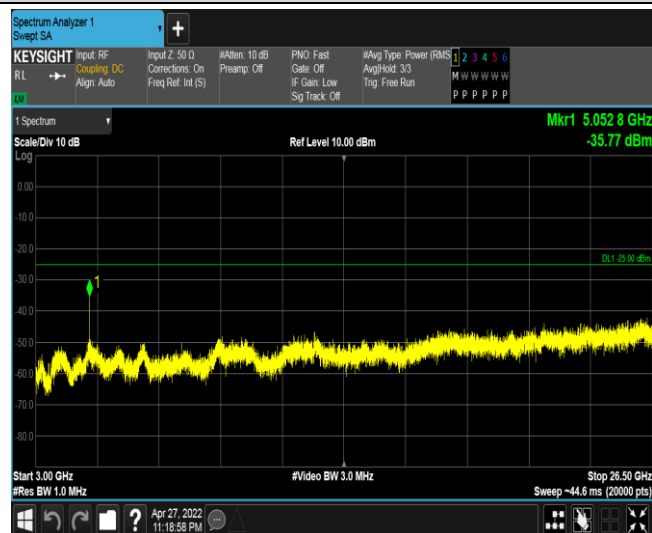 Spectrum Analyzer 1
Swept SA
+
KEYSIGHT
RL
Input: RF
Coupling: DC
Align: Auto
Input Z: 50 Ω
Corrections: On
Freq Ref: Int (S)
#Atten: 10 dB
Preamp: Off
PNO: Fast
Gate: Off
IF Gain: Low
Sig Track: Off
#Avg Type: Power (RMS
Avg|Hold: 3/3
Trig: Free Run
1 2 3 4 5 6
M W W W W W
P P P P P P
1 Spectrum
Mkr1 5.052 8 GHz
-35.77 dBm
Scale/Div 10 dB
Ref Level 10.00 dBm
Log
0.00
-10.0
-20.0
DL1 -25.00 dBm
-30.0
1
-40.0
-50.0
-60.0
-70.0
-80.0
Start 3.00 GHz
#Video BW 3.0 MHz
Stop 26.50 GHz
#Res BW 1.0 MHz
Sweep ~44.6 ms (20000 pts)
?
Apr 27, 2022
11:18:58 PM